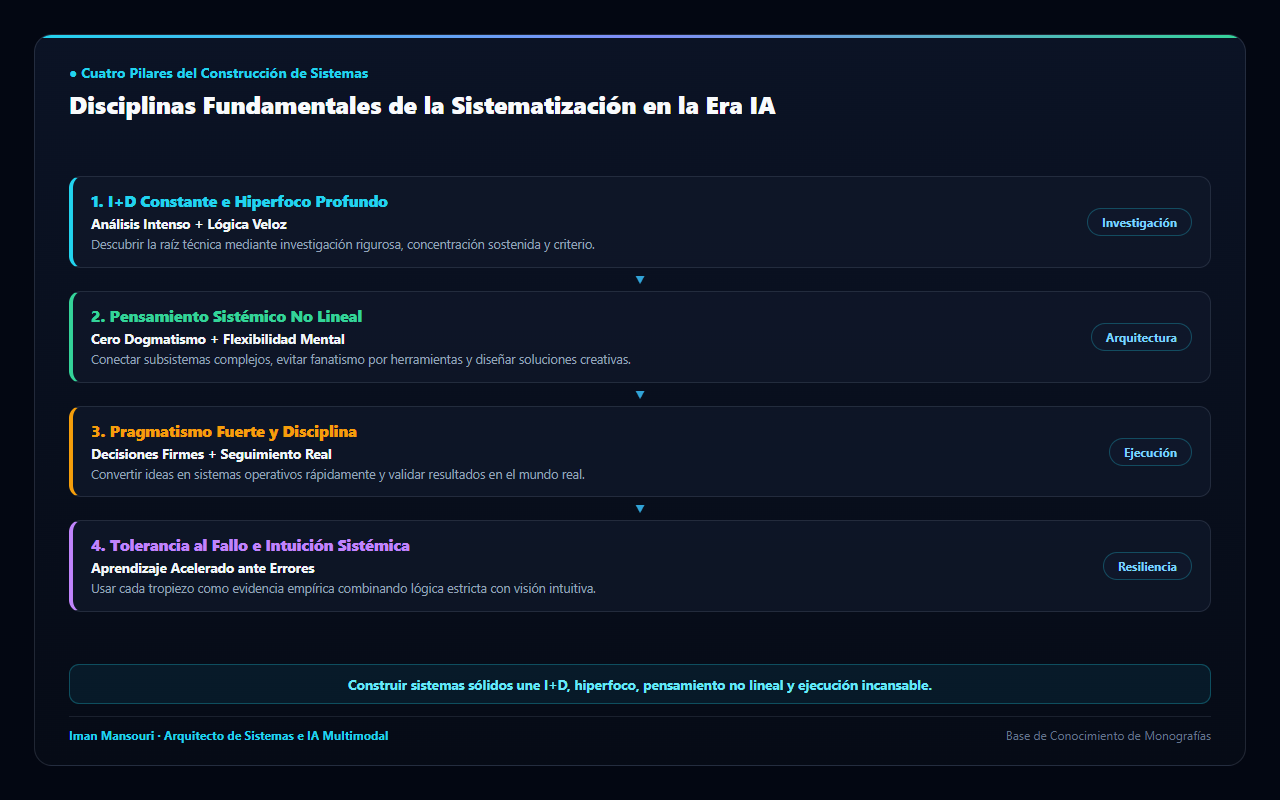 ● Cuatro Pilares del Construcción de Sistemas
Disciplinas Fundamentales de la Sistematización en la Era IA
1. I+D Constante e Hiperfoco Profundo
Análisis Intenso + Lógica Veloz
Descubrir la raíz técnica mediante investigación rigurosa, concentración sostenida y criterio.
Investigación
▼
2. Pensamiento Sistémico No Lineal
Cero Dogmatismo + Flexibilidad Mental
Conectar subsistemas complejos, evitar fanatismo por herramientas y diseñar soluciones creativas.
Arquitectura
▼
3. Pragmatismo Fuerte y Disciplina
Decisiones Firmes + Seguimiento Real
Convertir ideas en sistemas operativos rápidamente y validar resultados en el mundo real.
Ejecución
▼
4. Tolerancia al Fallo e Intuición Sistémica
Aprendizaje Acelerado ante Errores
Usar cada tropiezo como evidencia empírica combinando lógica estricta con visión intuitiva.
Resiliencia
Construir sistemas sólidos une I+D, hiperfoco, pensamiento no lineal y ejecución incansable.
Iman Mansouri · Arquitecto de Sistemas e IA Multimodal
Base de Conocimiento de Monografías